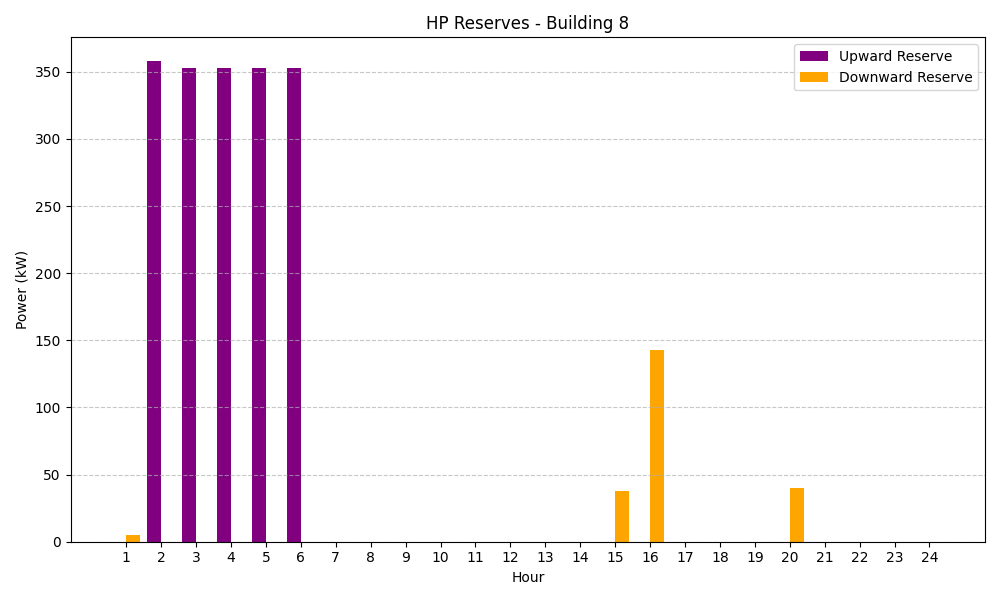 HP Reserves - Building 8
Upward Reserve
Downward Reserve
Power (kW)
350
300
250
200
150
100
50
0
1 2 3 4 5 6 7 8 9 10 11 12 13 14 15 16 17 18 19 20 21 22 23 24
Hour